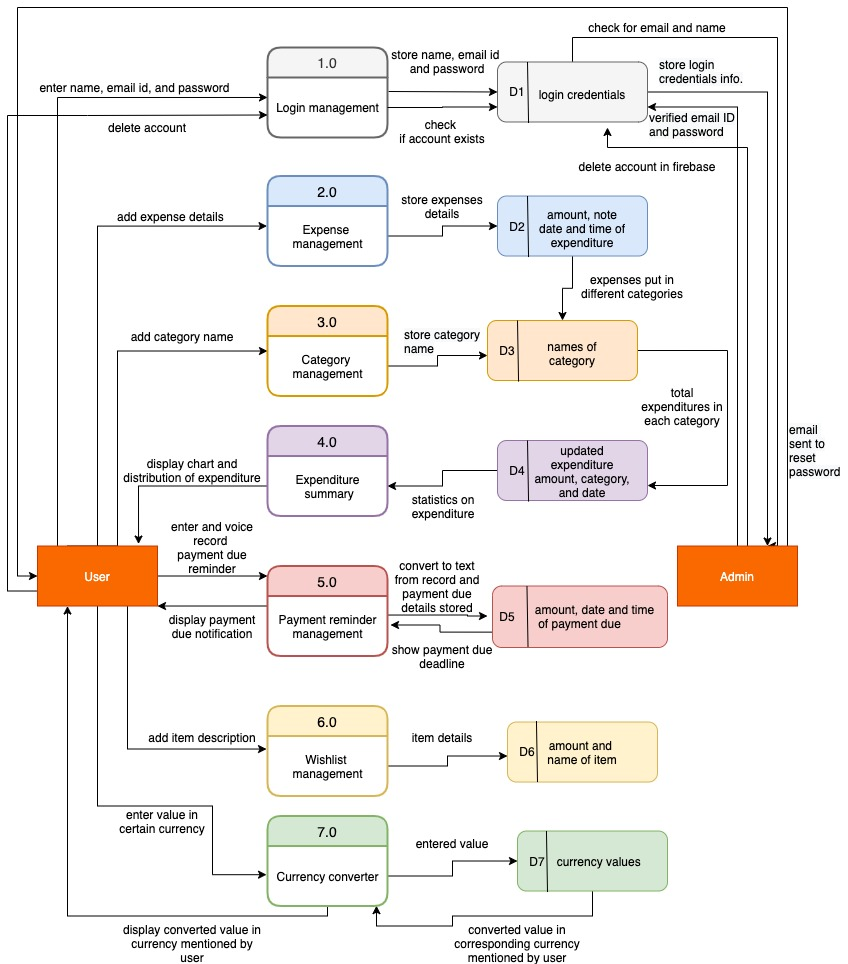 check for email and name
1.0
store name, email id
and password
store login
credentials info.
enter name, email id, and password
D1
login credentials
Login management
verified email ID
and password
delete account
check
if account exists
delete account in firebase
2.0
store expenses
details
add expense details
Expense
management
D2
amount, note
date and time of
expenditure
expenses put in
different categories
3.0
add category name
store category
name
Category
management
D3
names of
category
total
expenditures in
each category
email
sent to
reset
password
4.0
display chart and
distribution of expenditure
Expenditure
summary
D4
updated
expenditure
amount, category,
and date
statistics on
expenditure
enter and voice
record
payment due
reminder
User
Admin
5.0
convert to text
from record and
payment due
details stored
display payment
due notification
Payment reminder
management
D5
amount, date and time
of payment due
show payment due
deadline
6.0
add item description
item details
Wishlist
management
D6
amount and
name of item
enter value in
certain currency
7.0
entered value
Currency converter
D7
currency values
display converted value in
currency mentioned by
user
converted value in
corresponding currency
mentioned by user